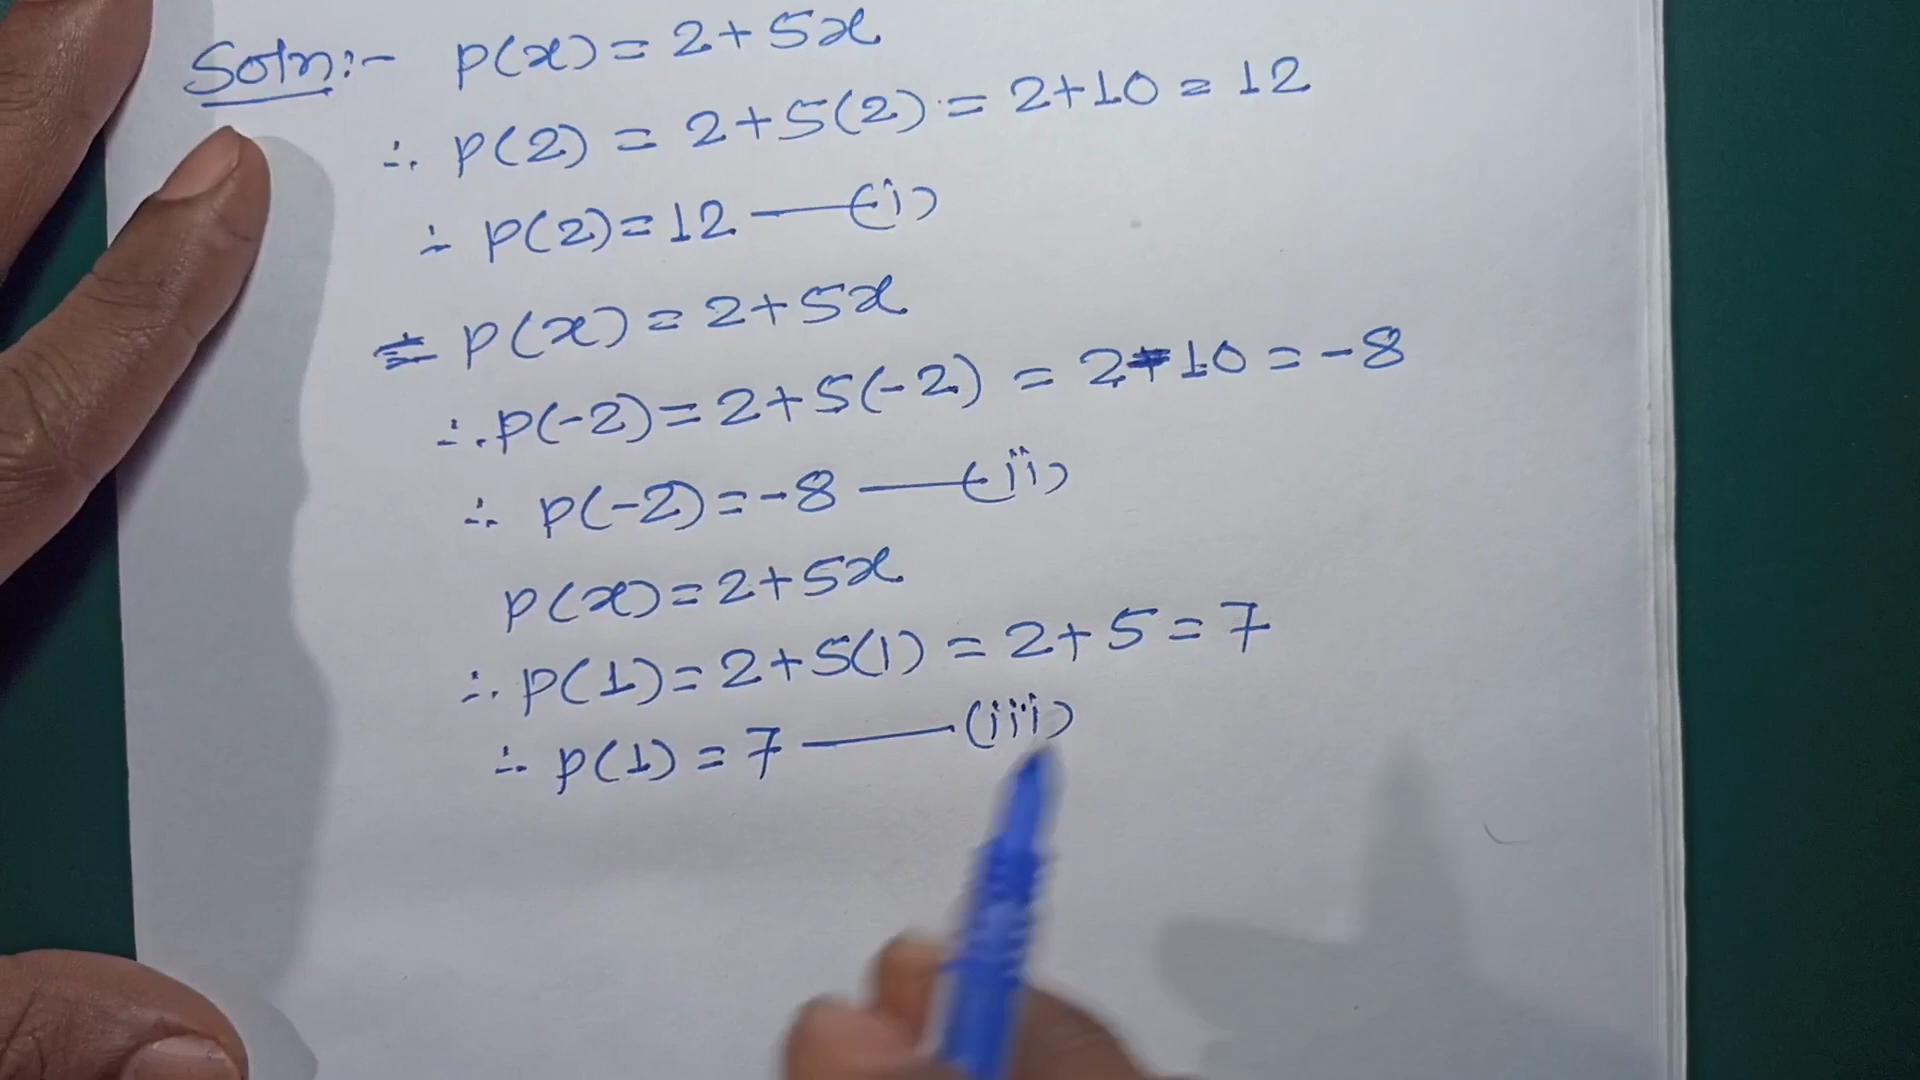 Soln:- p(x) = 2+5x
∴ p(2) = 2+5(2) = 2+10 = 12
∴ p(2) = 12 —(i)
p(x) = 2+5x
∴ p(-2) = 2+5(-2) = 2-10 = -8
∴ p(-2) = -8 —(ii)
p(x) = 2+5x
∴ p(1) = 2+5(1) = 2+5 = 7
∴ p(1) = 7 —(iii)